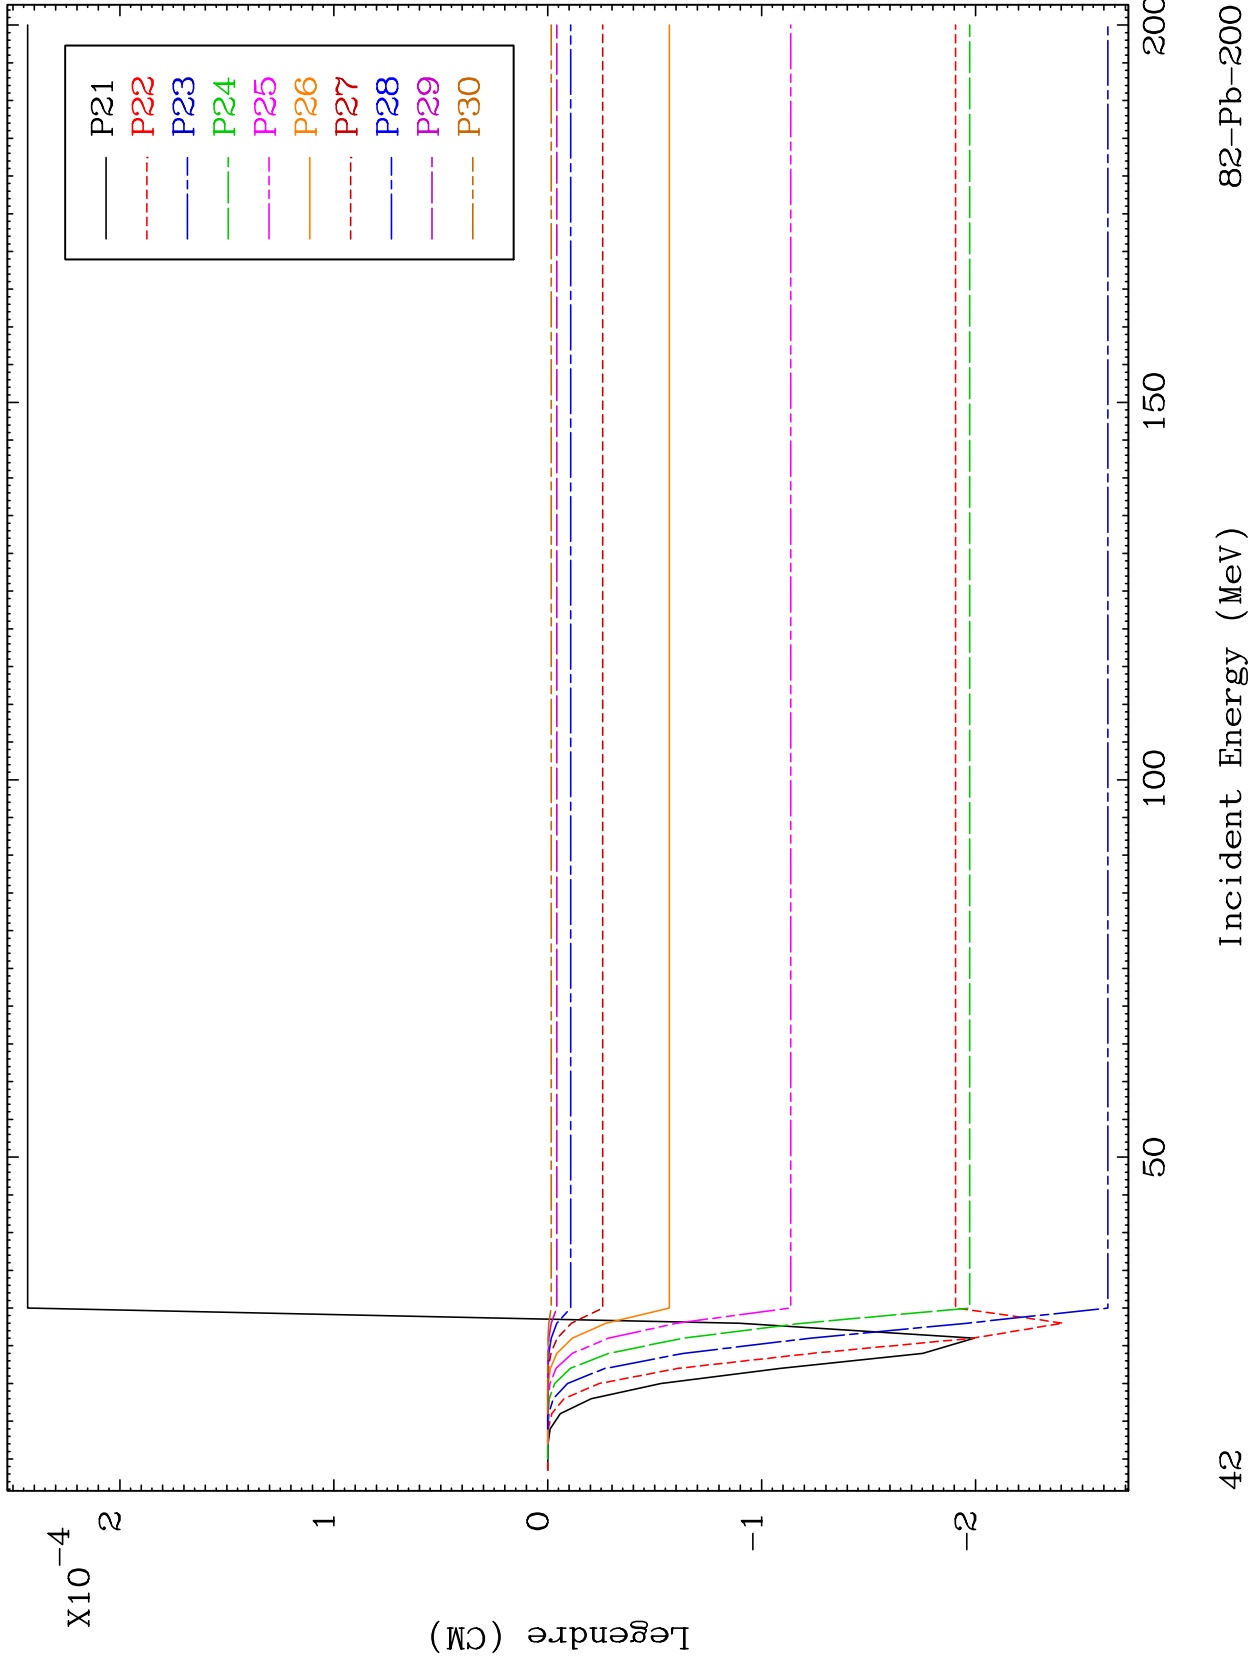 X10-4
2
1
0
-1
-2
Legendre (CM)
P21
P22
P23
P24
P25
P26
P27
P28
P29
P30
50
100
150
200
42
Incident Energy (MeV)
82-Pb-200